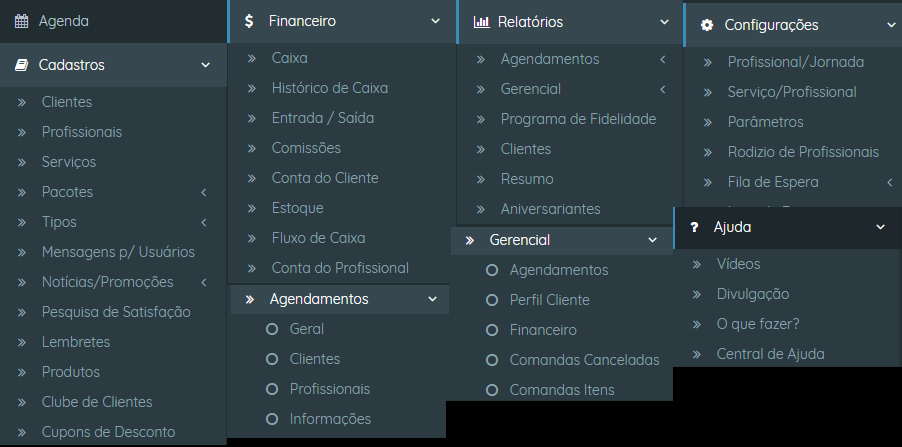 Agenda
Cadastros
Clientes
Profissionais
Serviços
Pacotes
Tipos
Mensagens p/ Usuários
Notícias/Promoções
Pesquisa de Satisfação
Lembretes
Produtos
Clube de Clientes
Cupons de Desconto
$ Financeiro
Caixa
Histórico de Caixa
Entrada / Saída
Comissões
Conta do Cliente
Estoque
Fluxo de Caixa
Conta do Profissional
Agendamentos
Geral
Clientes
Profissionais
Informações
Relatórios
Agendamentos
Gerencial
Programa de Fidelidade
Clientes
Resumo
Aniversariantes
Gerencial
Agendamentos
Perfil Cliente
Financeiro
Comandas Canceladas
Comandas Itens
Configurações
Profissional/Jornada
Serviço/Profissional
Parâmetros
Rodizio de Profissionais
Fila de Espera
? Ajuda
Vídeos
Divulgação
O que fazer?
Central de Ajuda